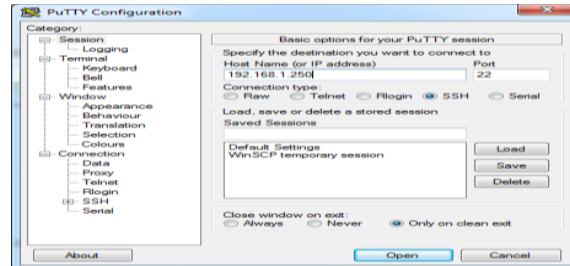 PuTTY Configuration
Category:
Session
Logging
Terminal
Keyboard
Bell
Features
Window
Appearance
Behaviour
Translation
Selection
Colours
Connection
Data
Proxy
Telnet
Rlogin
SSH
Serial
Basic options for your PuTTY session
Specify the destination you want to connect to
Host Name (or IP address) Port
192.168.1.250 22
Connection type:
Raw Telnet Rlogin SSH Serial
Load, save or delete a stored session
Saved Sessions
Default Settings
WinSCP temporary session
Load
Save
Delete
Close window on exit:
Always Never Only on clean exit
About Open Cancel